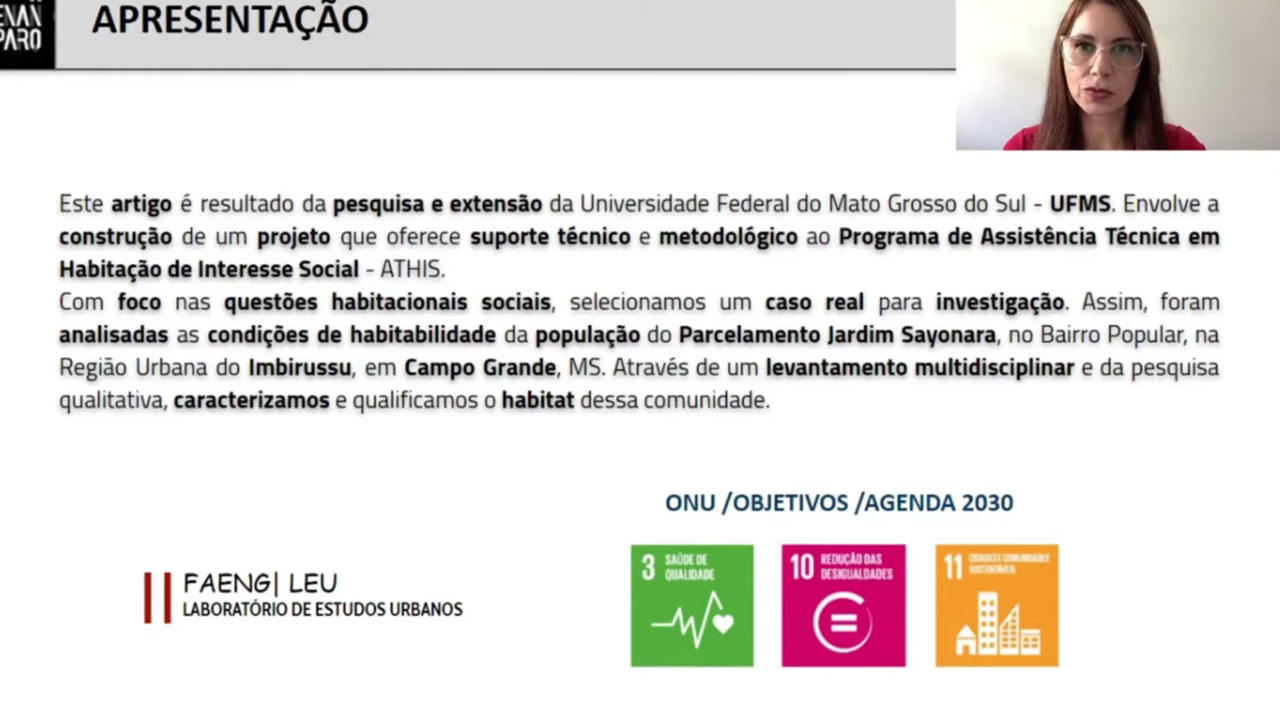 ENAN
PARO
APRESENTAÇÃO
Este artigo é resultado da pesquisa e extensão da Universidade Federal do Mato Grosso do Sul - UFMS. Envolve a
construção de um projeto que oferece suporte técnico e metodológico ao Programa de Assistência Técnica em
Habitação de Interesse Social - ATHIS.
Com foco nas questões habitacionais sociais, selecionamos um caso real para investigação. Assim, foram
analisadas as condições de habitabilidade da população do Parcelamento Jardim Sayonara, no Bairro Popular, na
Região Urbana do Imbirussu, em Campo Grande, MS. Através de um levantamento multidisciplinar e da pesquisa
qualitativa, caracterizamos e qualificamos o habitat dessa comunidade.
ONU /OBJETIVOS /AGENDA 2030
3 SAÚDE DE
QUALIDADE
10 REDUÇÃO DAS
DESIGUALDADES
11 CIDADES E COMUNIDADES
SUSTENTÁVEIS
FAENG| LEU
LABORATÓRIO DE ESTUDOS URBANOS